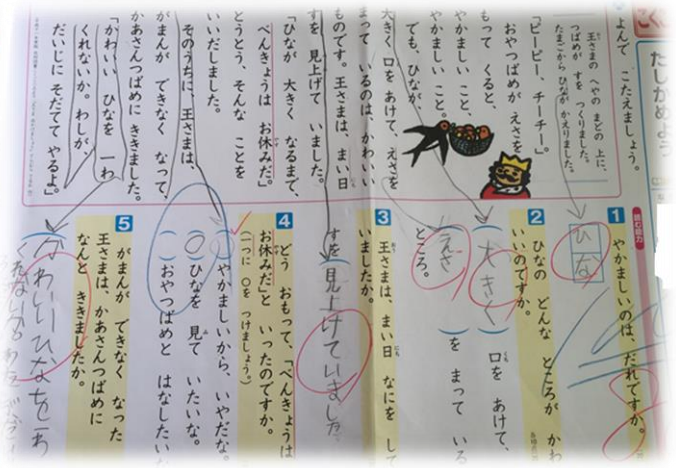 こく
たしかめよう
よんで こたえましょう。
王さまの へやの まどの 上に、
つばめが すを つくりました。
たまごから ひなが かえりました。
「ピーピー、チーチー。」
おやつばめが えさを
もって くると、
やかましいこと、
やかましいこと。
でも、ひなが、
大きく 口を あけて、えさを
まって いるのは、かわいい
ものです。王さまは、まい日
すを 見上げて いました。
「ひなが 大きく なるまで、
べんきょうは お休みだ。」
とうとう、そんな ことを
いいだしました。
そのうちに、王さまは、
がまんが できなく なって、
かあさんつばめに ききました。
「かわいい ひなを 一わ
くれないか。わしが、
だいじに そだてて やるよ。」
読む能力
1 やかましいのは、だれですか。
ひな
2 ひなの どんな ところが かわ
いいのですか。
(大きく) 口を あけて、
(えさ) を まって いる
ところ。
3 王さまは、まい日 なにを して
いましたか。
すを見上げていました。
4 どう おもって、「べんきょうは
お休みだ」と いったのですか。
(一つに ○を つけましょう。)
( ) やかましいから、いやだな。
(○) ひなを 見て いたいな。
( ) おやつばめと はなしたい
5 がまんが できなく なった
王さまは、かあさんつばめに
なんと ききましたか。
かわいいひなを一わ
くれないか